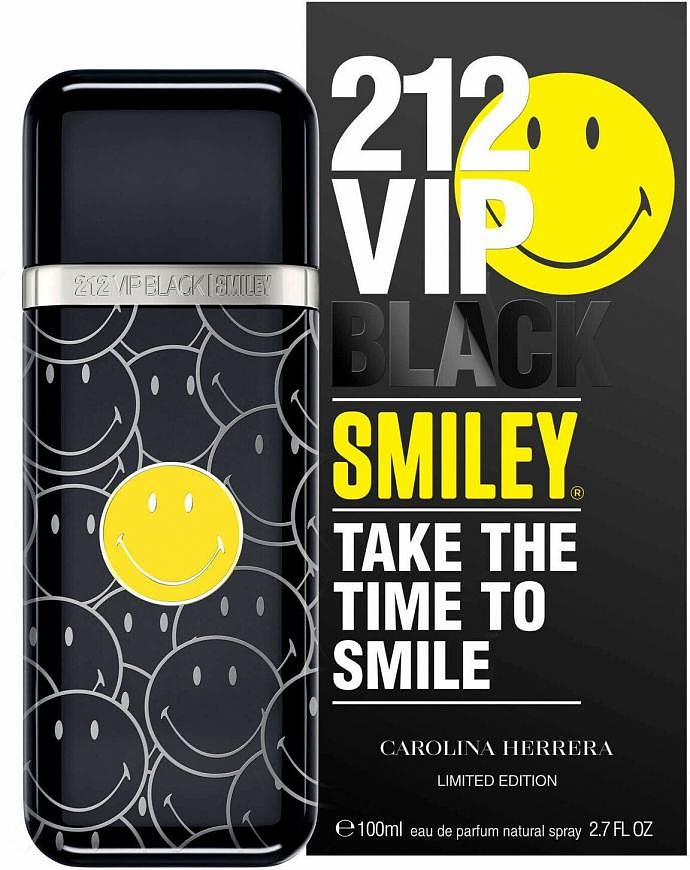 212 VIP BLACK | SMILEY
212
VIP
BLACK
SMILEY®
TAKE THE
TIME TO
SMILE
CAROLINA HERRERA
LIMITED EDITION
℮100ml eau de parfum natural spray 2.7 FL OZ